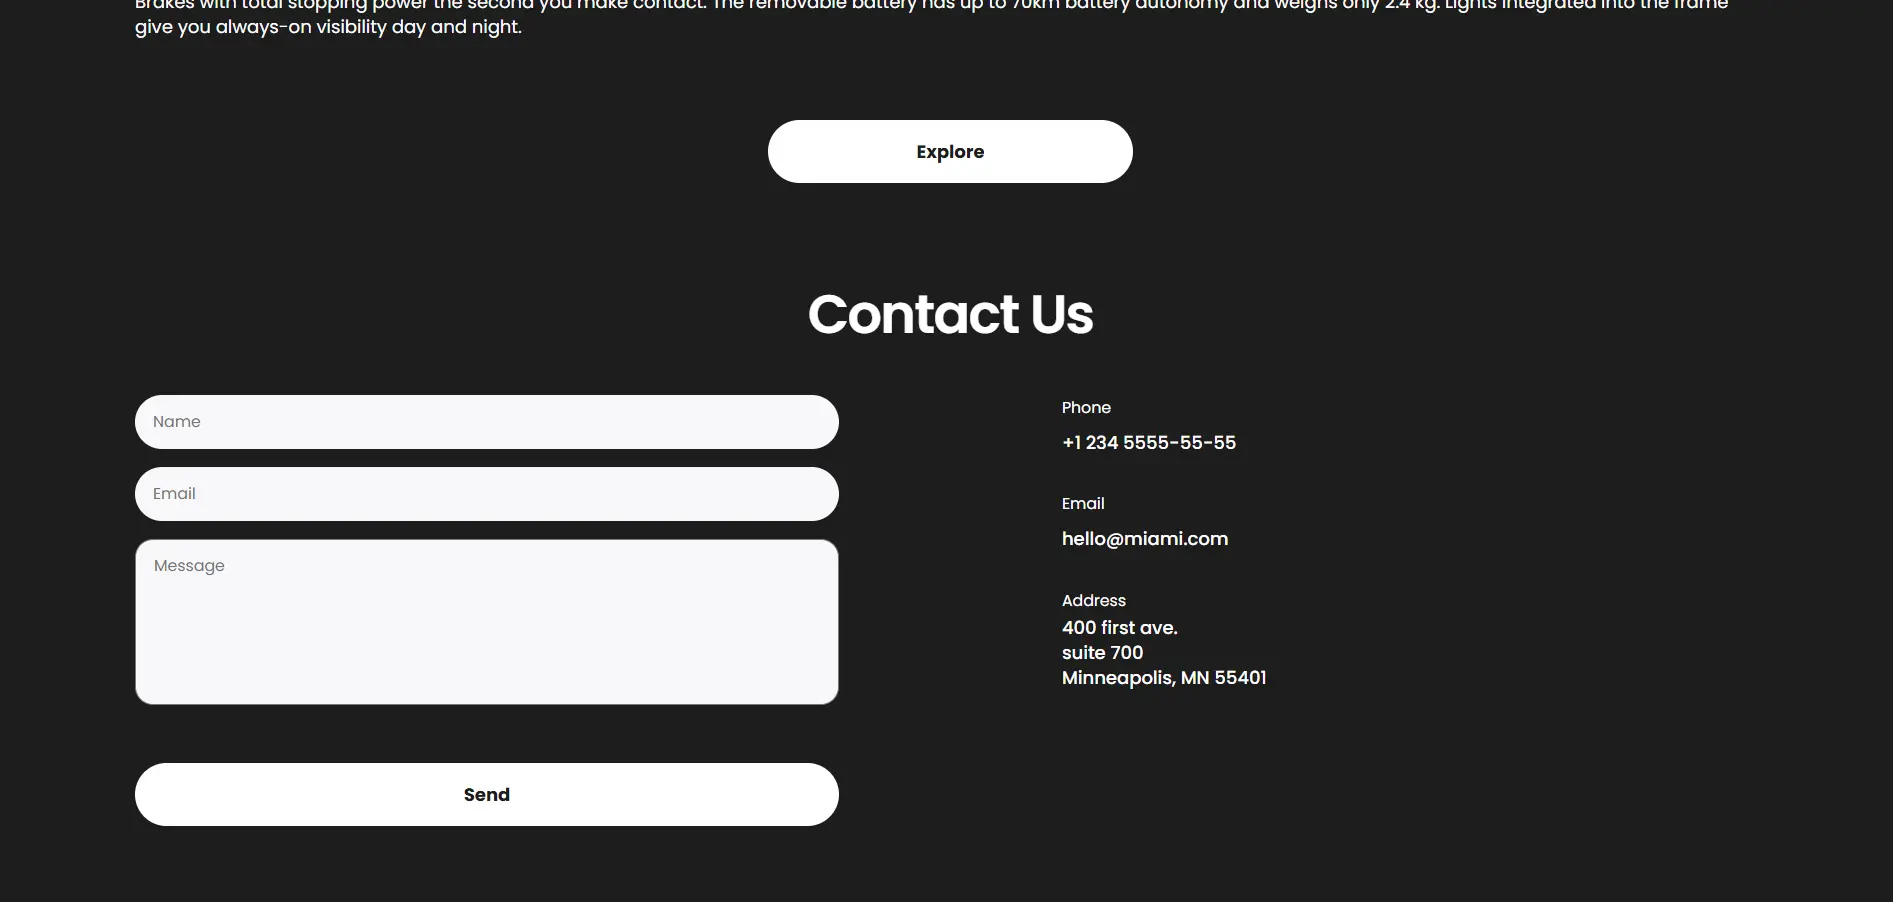 Brakes with total stopping power the second you make contact. The removable battery has up to 70km battery autonomy and weighs only 2.4 kg. Lights integrated into the frame
give you always-on visibility day and night.
Explore
Contact Us
Name
Email
Message
Send
Phone
+1 234 5555-55-55
Email
hello@miami.com
Address
400 first ave.
suite 700
Minneapolis, MN 55401